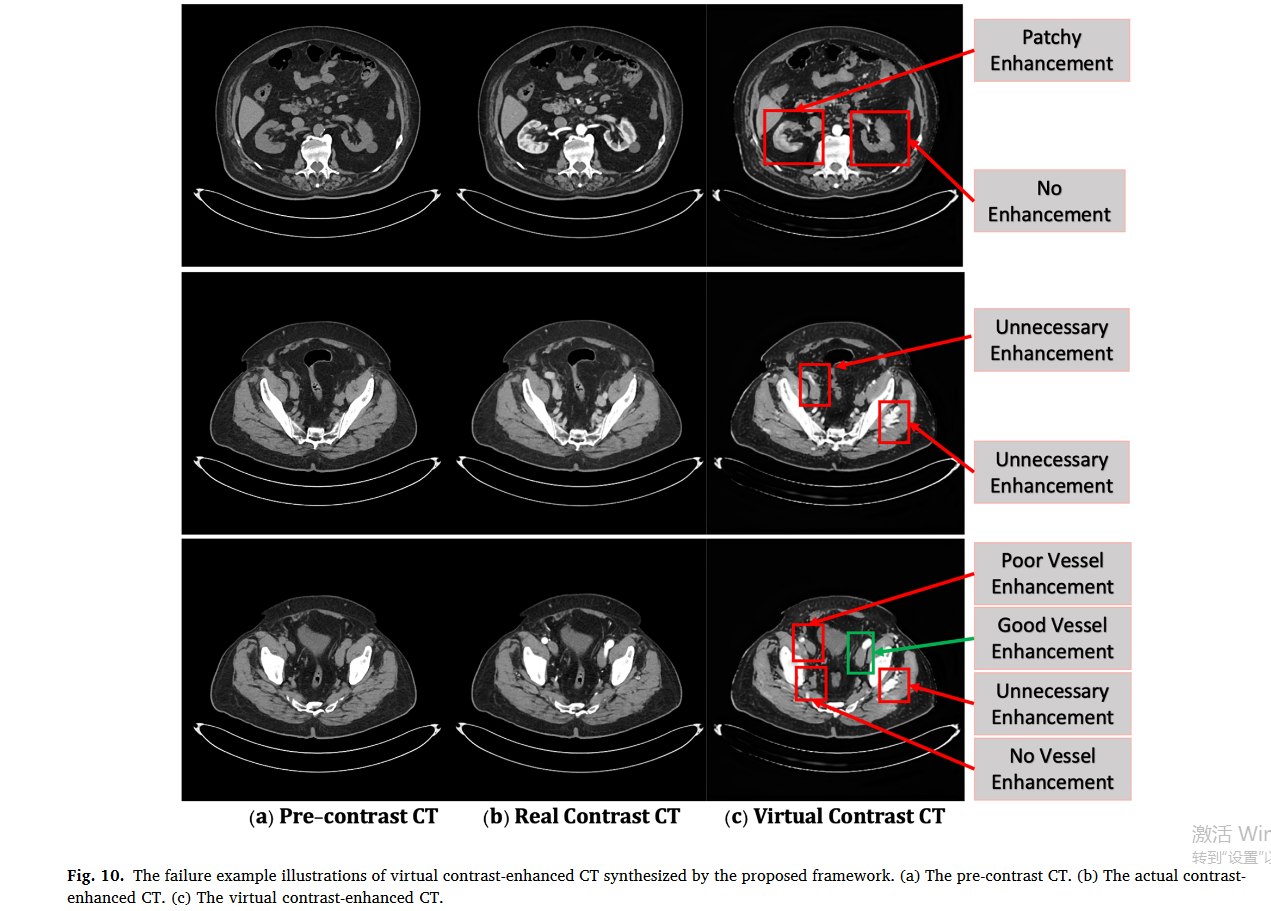 Patchy
Enhancement
No
Enhancement
Unnecessary
Enhancement
Unnecessary
Enhancement
Poor Vessel
Enhancement
Good Vessel
Enhancement
Unnecessary
Enhancement
No Vessel
Enhancement
(a) Pre-contrast CT (b) Real Contrast CT (c) Virtual Contrast CT
激活 Win
转到"设置"以
Fig. 10. The failure example illustrations of virtual contrast-enhanced CT synthesized by the proposed framework. (a) The pre-contrast CT. (b) The actual contrast-
enhanced CT. (c) The virtual contrast-enhanced CT.